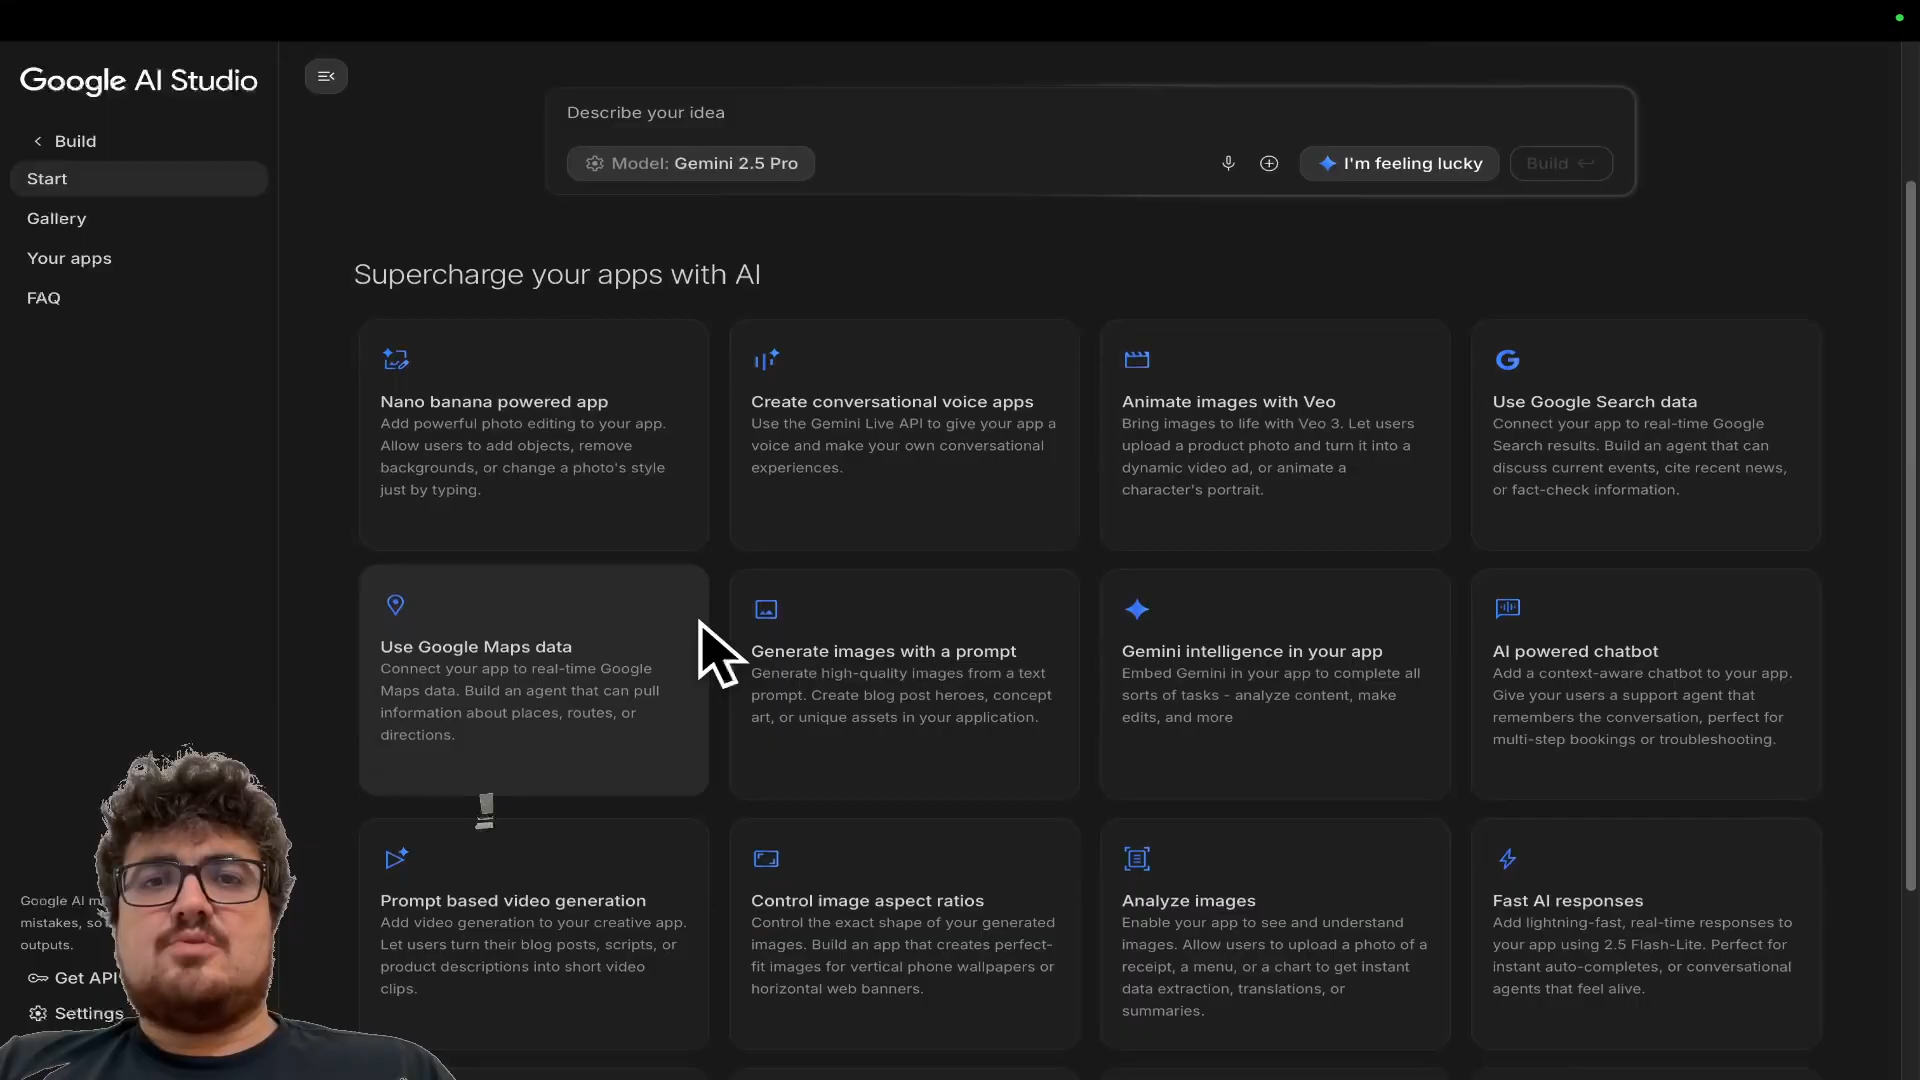 Google AI Studio
Build
Start
Gallery
Your apps
FAQ
Describe your idea
Model: Gemini 2.5 Pro
I'm feeling lucky
Build
Supercharge your apps with AI
Nano banana powered app
Add powerful photo editing to your app.
Allow users to add objects, remove
backgrounds, or change a photo's style
just by typing.
Create conversational voice apps
Use the Gemini Live API to give your app a
voice and make your own conversational
experiences.
Animate images with Veo
Bring images to life with Veo 3. Let users
upload a product photo and turn it into a
dynamic video ad, or animate a
character's portrait.
Use Google Search data
Connect your app to real-time Google
Search results. Build an agent that can
discuss current events, cite recent news,
or fact-check information.
Use Google Maps data
Connect your app to real-time Google
Maps data. Build an agent that can pull
information about places, routes, or
directions.
Generate images with a prompt
Generate high-quality images from a text
prompt. Create blog post heroes, concept
art, or unique assets in your application.
Gemini intelligence in your app
Embed Gemini in your app to complete all
sorts of tasks - analyze content, make
edits, and more
AI powered chatbot
Add a context-aware chatbot to your app.
Give your users a support agent that
remembers the conversation, perfect for
multi-step bookings or troubleshooting.
Prompt based video generation
Add video generation to your creative app.
Let users turn their blog posts, scripts, or
product descriptions into short video
clips.
Control image aspect ratios
Control the exact shape of your generated
images. Build an app that creates perfect-
fit images for vertical phone wallpapers or
horizontal web banners.
Analyze images
Enable your app to see and understand
images. Allow users to upload a photo of a
receipt, a menu, or a chart to get instant
data extraction, translations, or
summaries.
Fast AI responses
Add lightning-fast, real-time responses to
your app using 2.5 Flash-Lite. Perfect for
instant auto-completes, or conversational
agents that feel alive.
Google AI
mistakes, so
outputs.
Get API
Settings